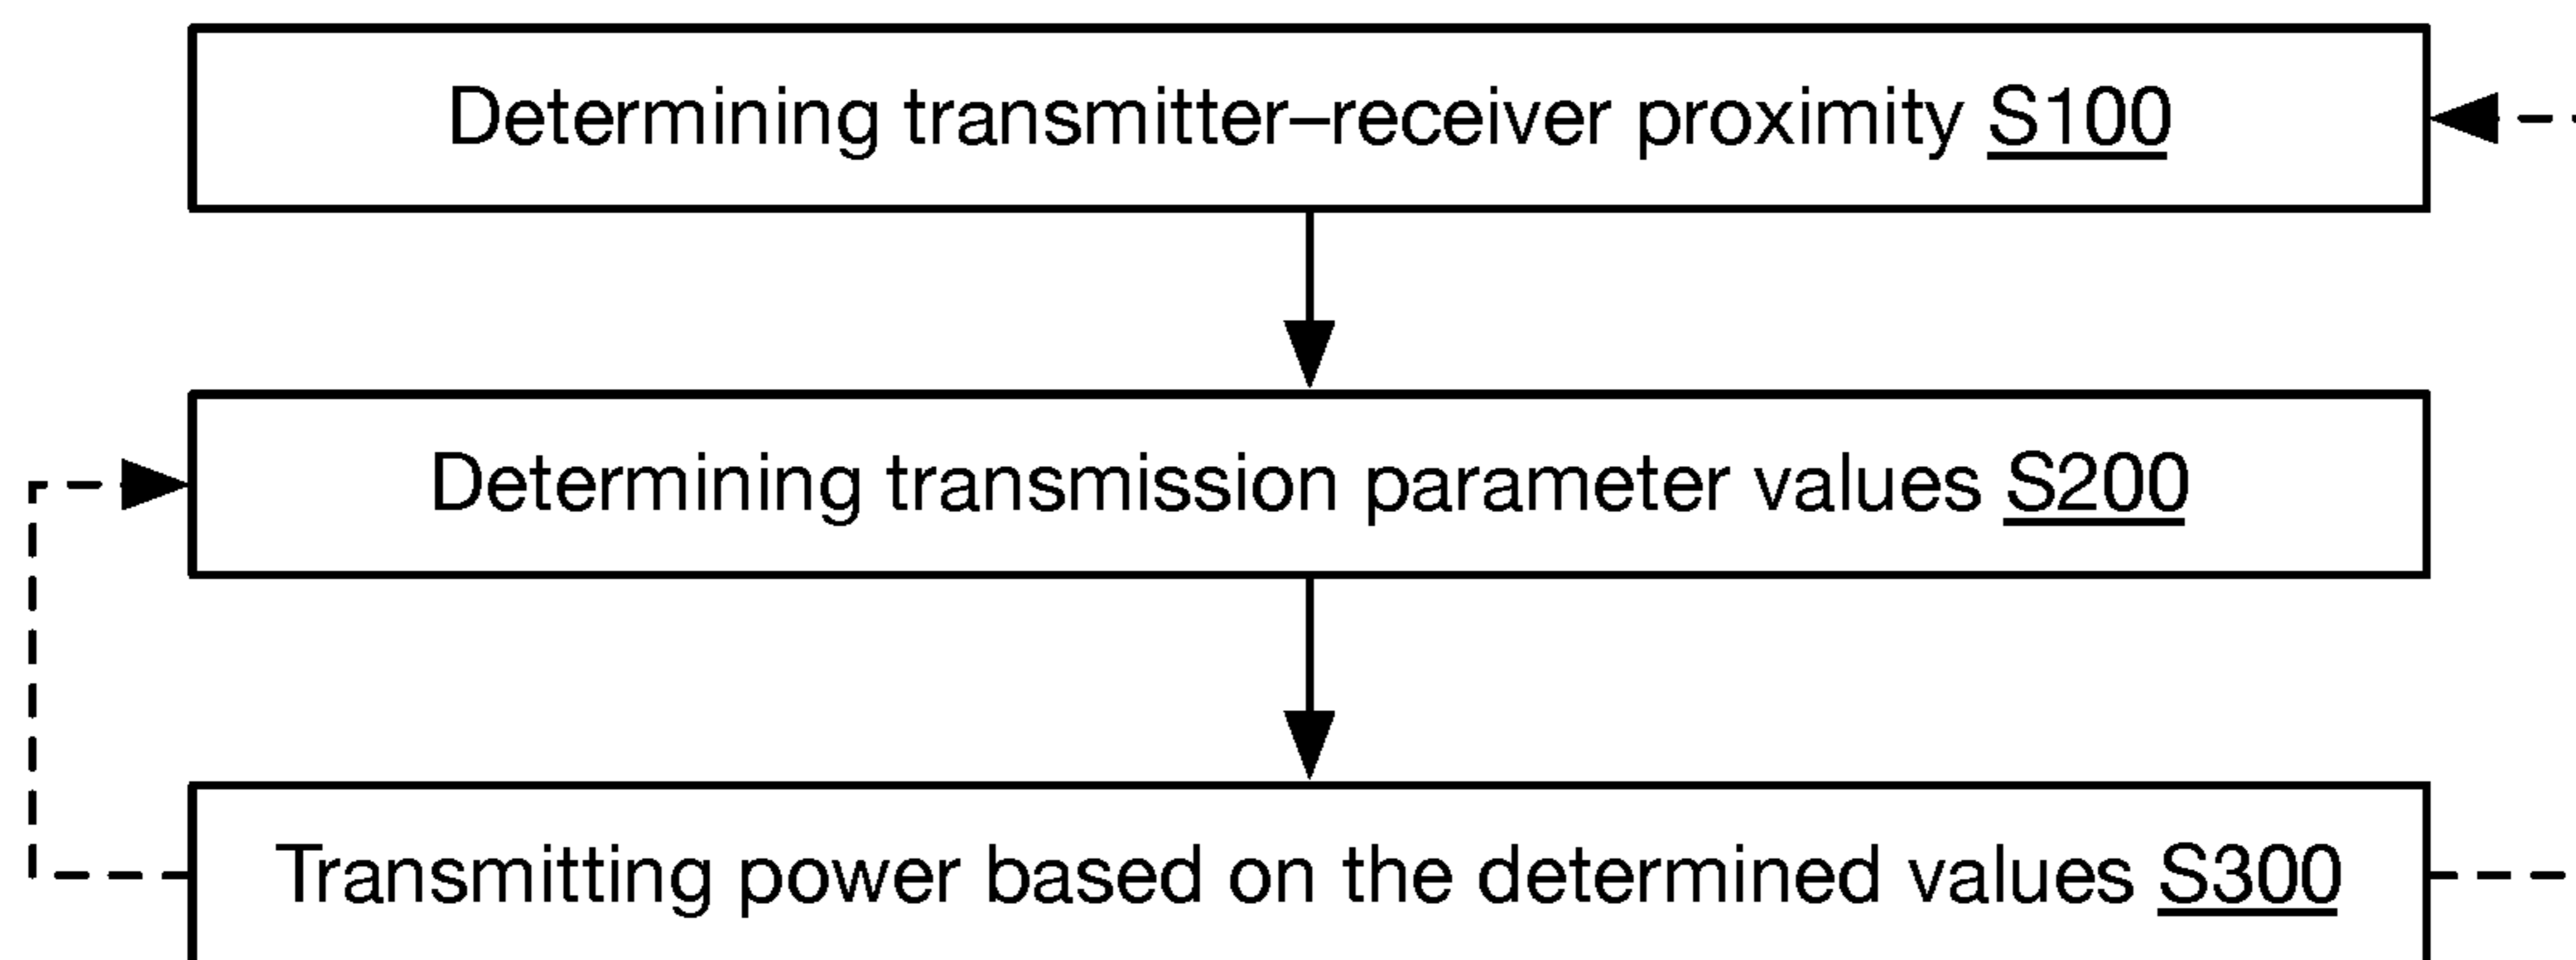 Determining transmitter–receiver proximity S100
Determining transmission parameter values S200
Transmitting power based on the determined values S300